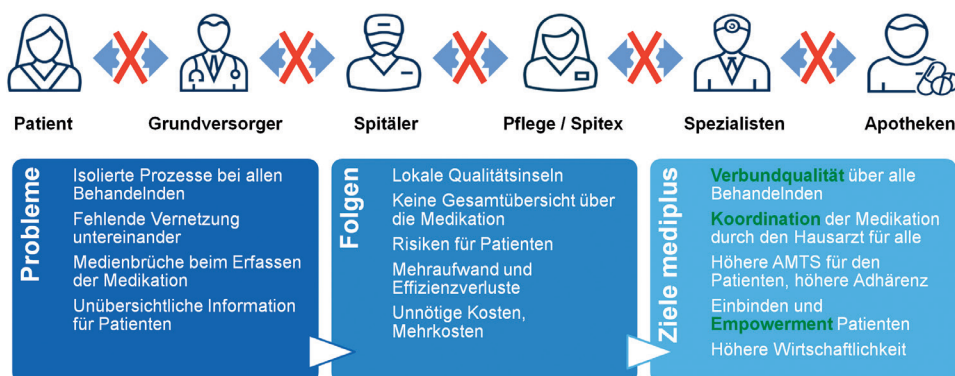 Patient
Grundversorger
Spitäler
Pflege / Spitex
Spezialisten
Apotheken
Probleme
Isolierte Prozesse bei allen
Behandelnden
Fehlende Vernetzung
untereinander
Medienbrüche beim Erfassen
der Medikation
Unübersichtliche Information
für Patienten
Folgen
Lokale Qualitätsinseln
Keine Gesamtübersicht über
die Medikation
Risiken für Patienten
Mehraufwand und
Effizienzverluste
Unnötige Kosten,
Mehrkosten
Ziele mediplus
Verbundqualität über alle
Behandelnden
Koordination der Medikation
durch den Hausarzt für alle
Höhere AMTS für den
Patienten, höhere Adhärenz
Einbinden und
Empowerment Patienten
Höhere Wirtschaftlichkeit